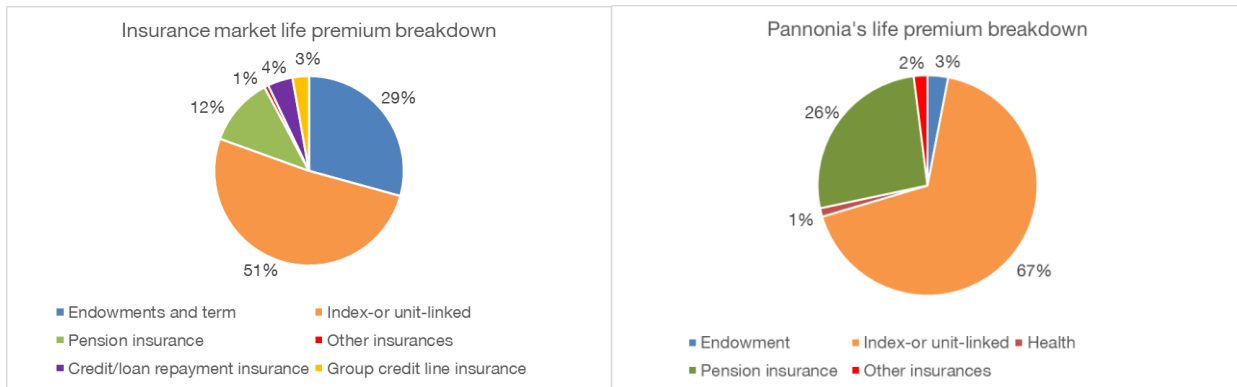 Insurance market life premium breakdown
3%
4%
1%
12%
29%
51%
Endowments and term
Index-or unit-linked
Pension insurance
Other insurances
Credit/loan repayment insurance
Group credit line insurance
Pannonia's life premium breakdown
2%
3%
26%
1%
67%
Endowment
Index-or unit-linked
Health
Pension insurance
Other insurances